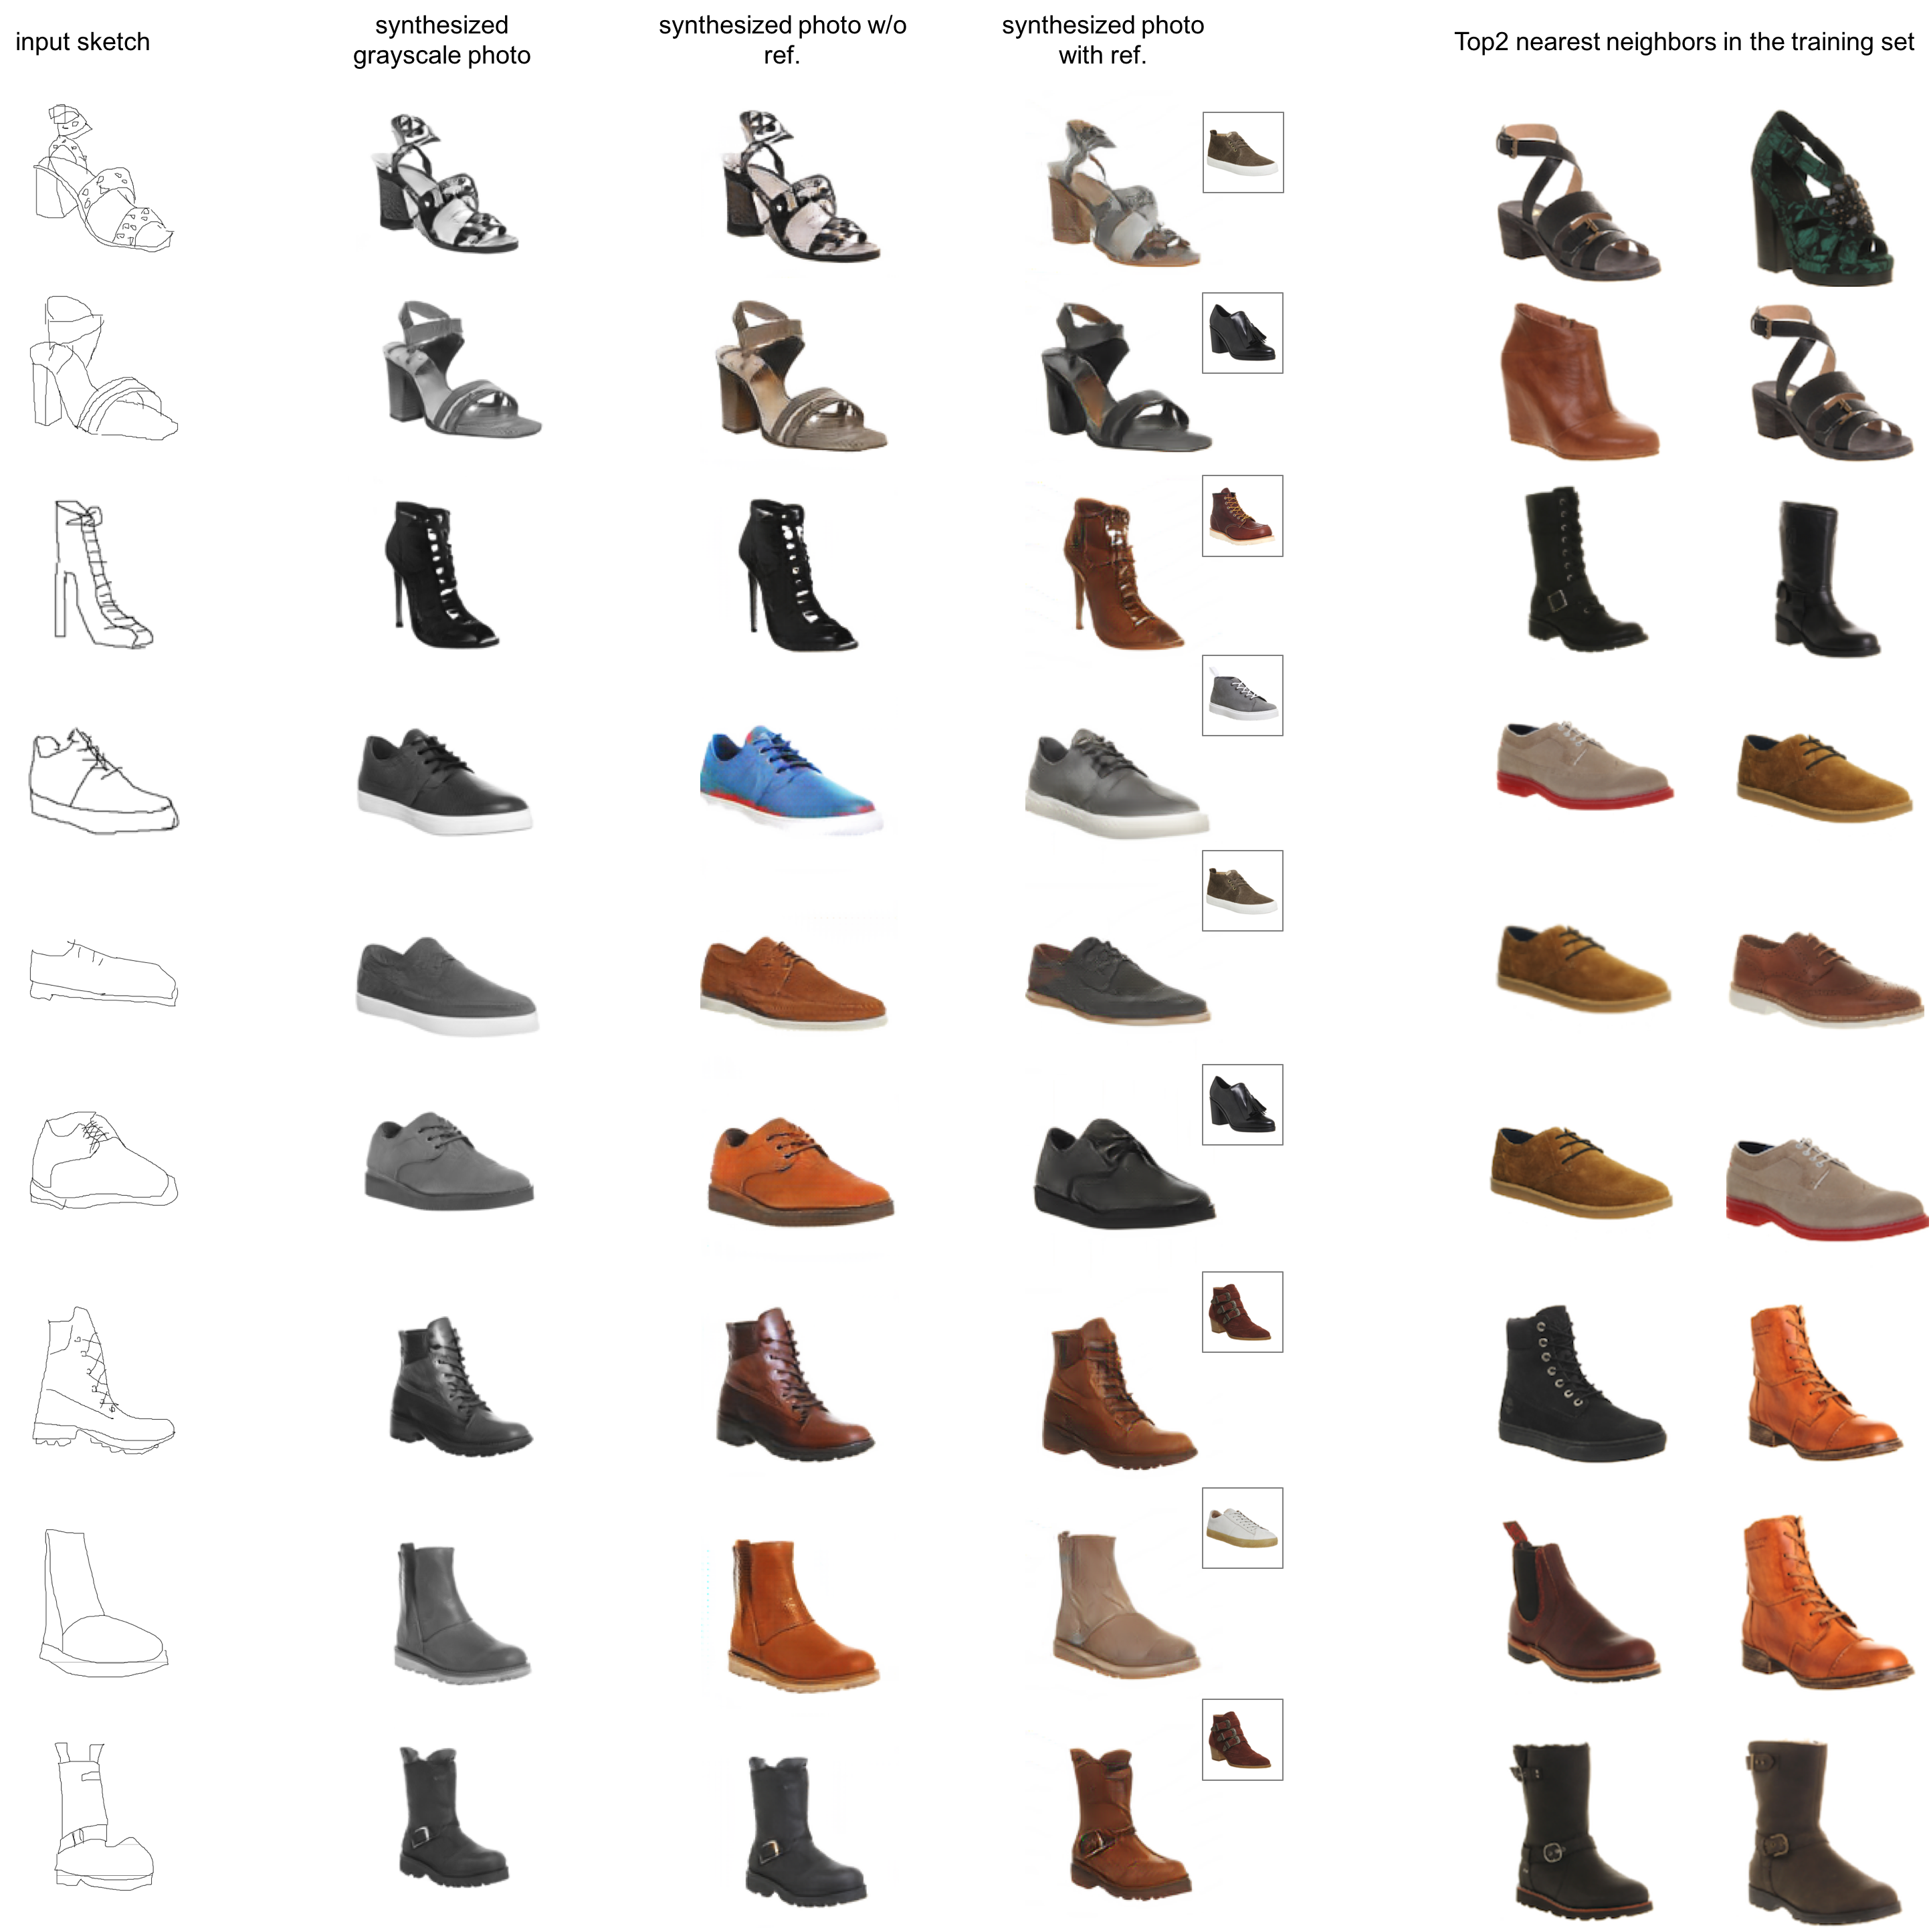 input sketch
synthesized
grayscale photo
synthesized photo w/o
ref.
synthesized photo
with ref.
Top2 nearest neighbors in the training set